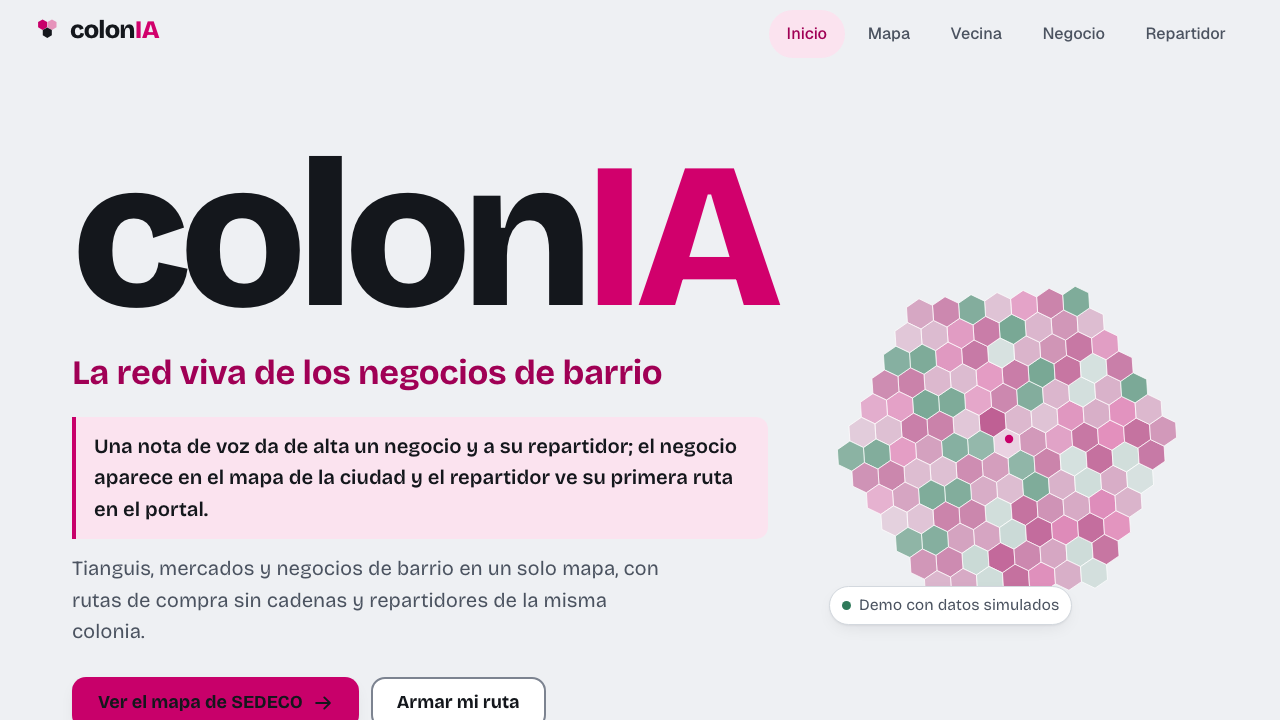 colonIA
Inicio
Mapa
Vecina
Negocio
Repartidor
colonIA
La red viva de los negocios de barrio
Una nota de voz da de alta un negocio y a su repartidor; el negocio
aparece en el mapa de la ciudad y el repartidor ve su primera ruta
en el portal.
Tianguis, mercados y negocios de barrio en un solo mapa, con
rutas de compra sin cadenas y repartidores de la misma
colonia.
Demo con datos simulados
Ver el mapa de SEDECO →
Armar mi ruta